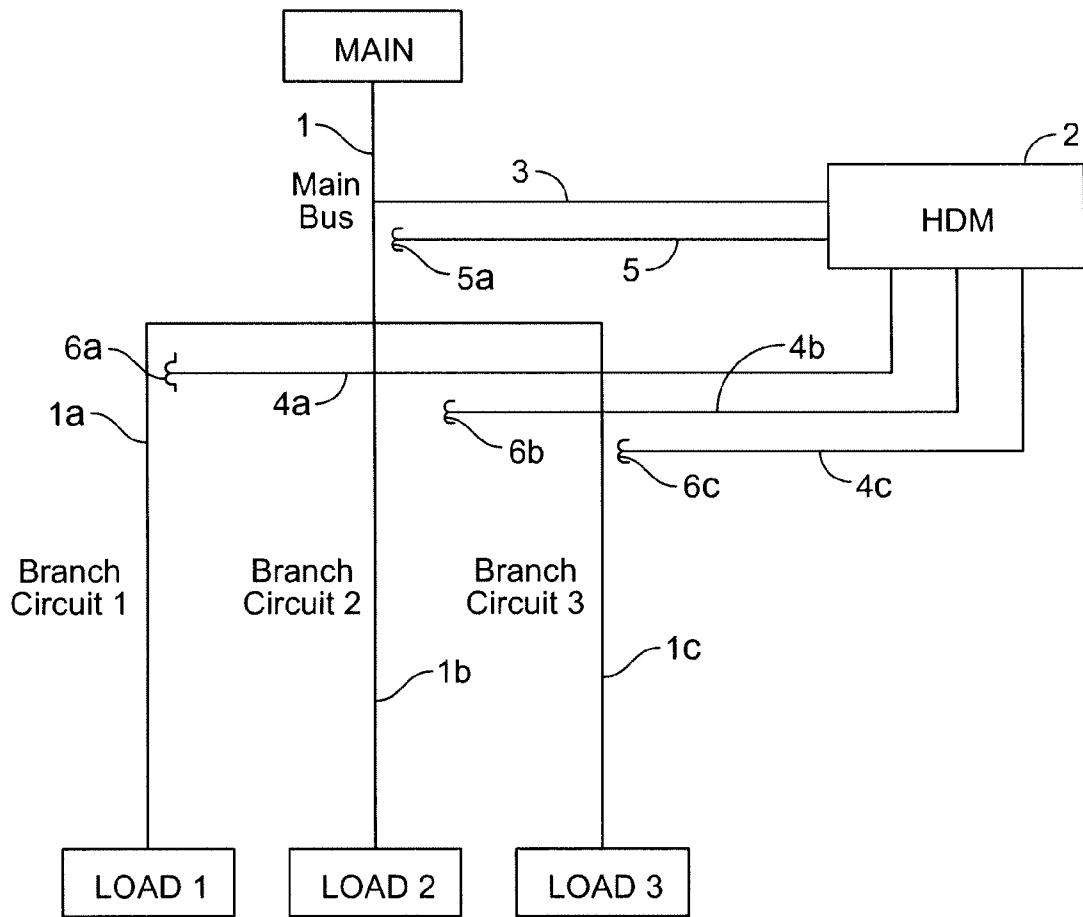 MAIN
1
2
Main
Bus
3
HDM
5a
5
6a
4b
4a
1a
6b
6c
4c
Branch
Circuit 1
Branch
Circuit 2
Branch
Circuit 3
1c
1b
LOAD 1
LOAD 2
LOAD 3